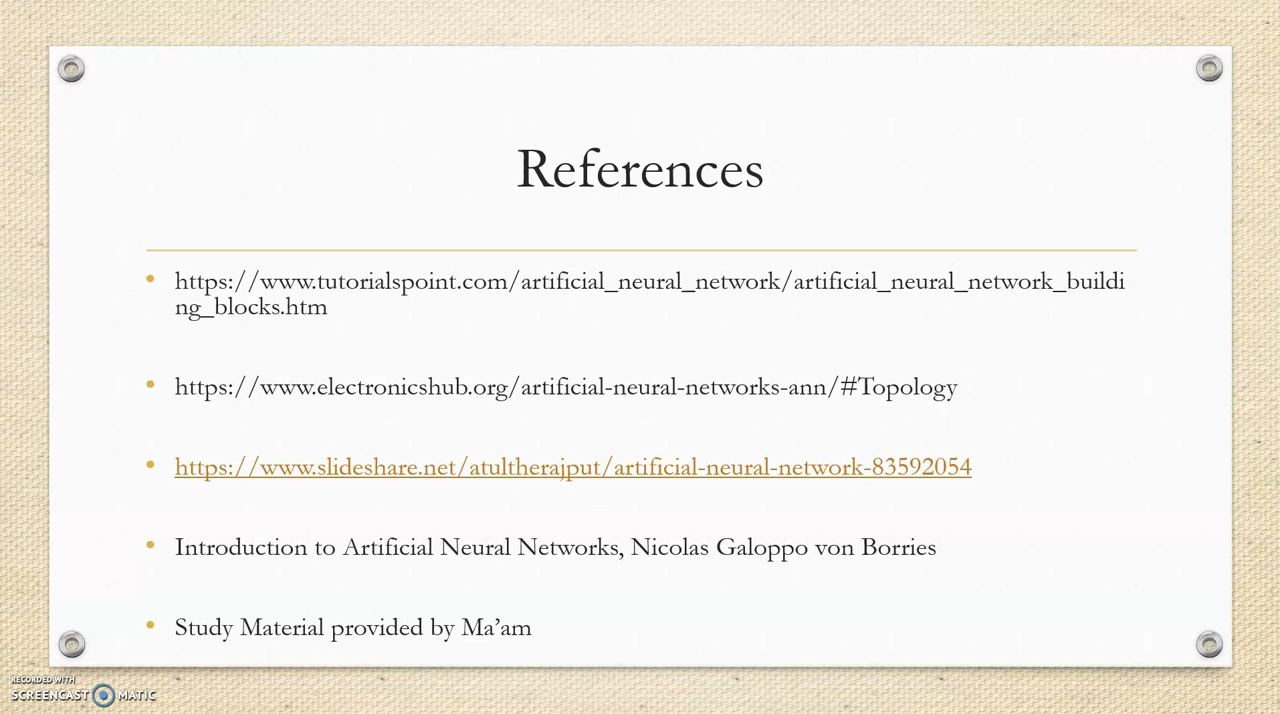 References
• https://www.tutorialspoint.com/artificial_neural_network/artificial_neural_network_buildi
ng_blocks.htm
• https://www.electronicshub.org/artificial-neural-networks-ann/#Topology
• https://www.slideshare.net/atultherajput/artificial-neural-network-83592054
• Introduction to Artificial Neural Networks, Nicolas Galoppo von Borries
• Study Material provided by Ma’am
RECORDED WITH
SCREENCAST MATIC